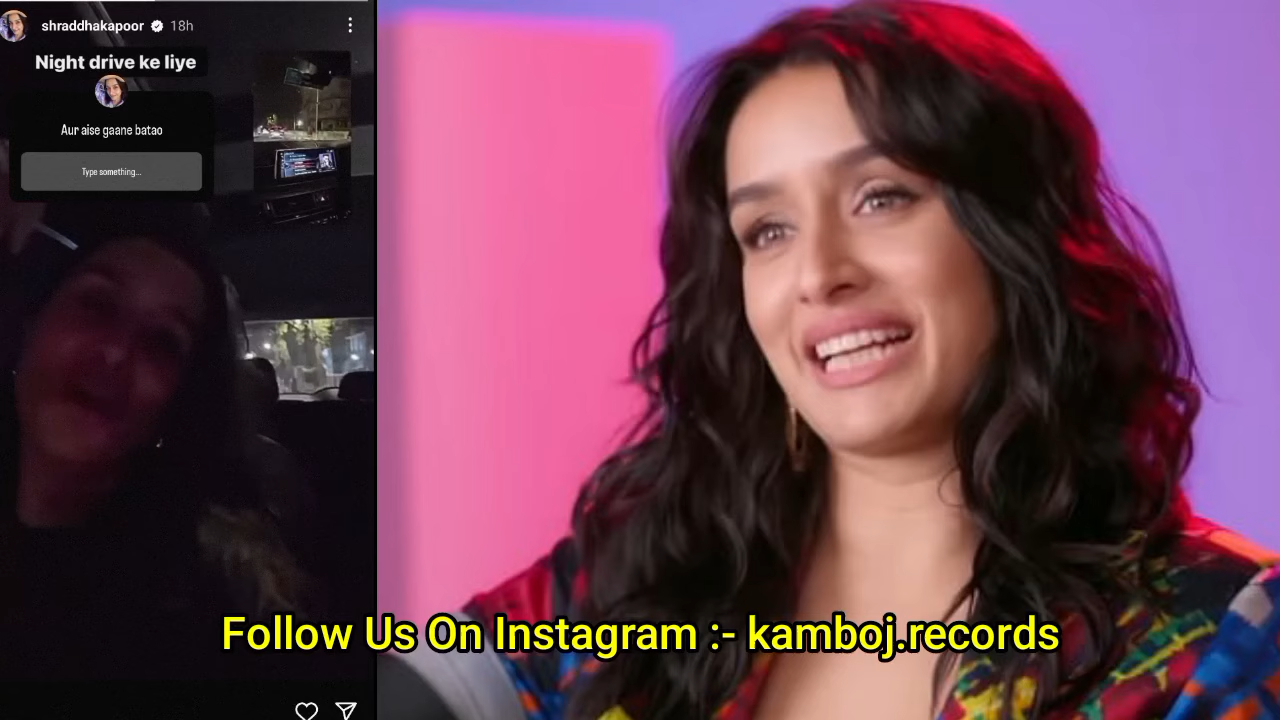 shraddhakapoor 18h
Night drive ke liye
Aur aise gaane batao
Type something...
Follow Us On Instagram :- kamboj.records